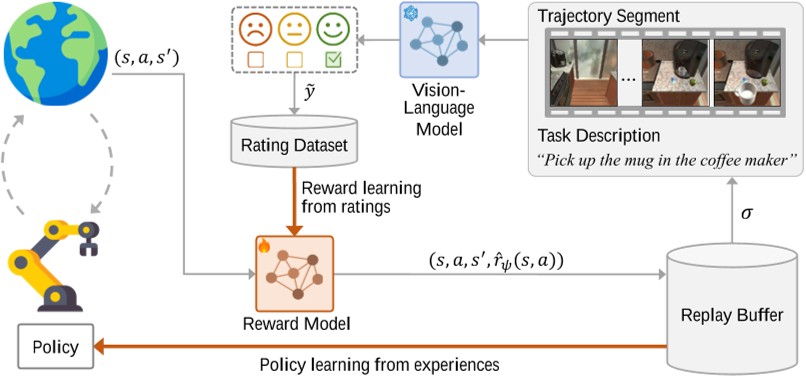 (s, a, s′)
ỹ
Rating Dataset
Reward learning
from ratings
Vision-
Language
Model
Trajectory Segment
...
Task Description
“Pick up the mug in the coffee maker”
σ
(s, a, s′, r̂ψ(s, a))
Reward Model
Replay Buffer
Policy
Policy learning from experiences